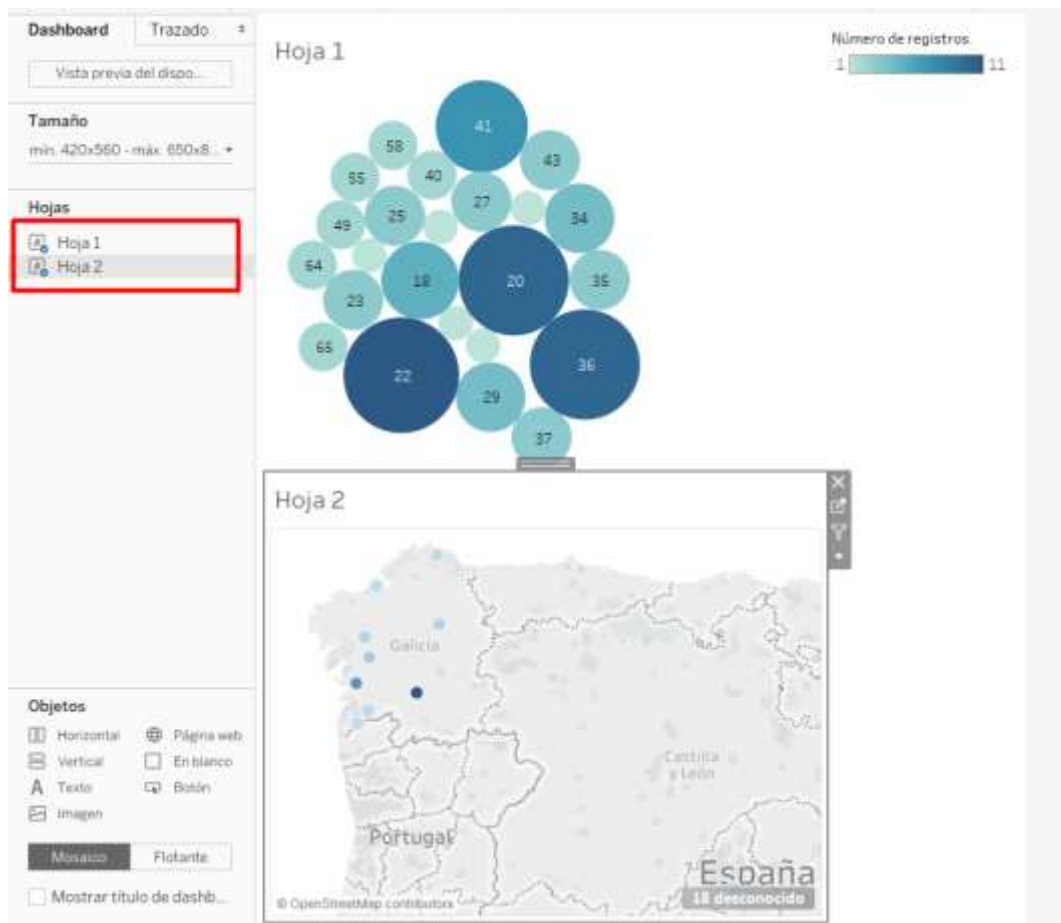 Dashboard Trazado
Vista previa del dispo...
Tamaño
mín. 420x560 - máx. 650x8...
Hojas
Hoja 1
Hoja 2
Objetos
Horizontal Página web
Vertical En blanco
A Texto Botón
Imagen
Mosaico Flotante
Mostrar título de dashb...
Hoja 1
41
58
43
55
40
27
49
25
34
64
18
20
35
23
65
22
36
29
37
Número de registros
1 11
Hoja 2
Galicia
Castilla
y León
Portugal
España
18 desconocido
© OpenStreetMap contributors